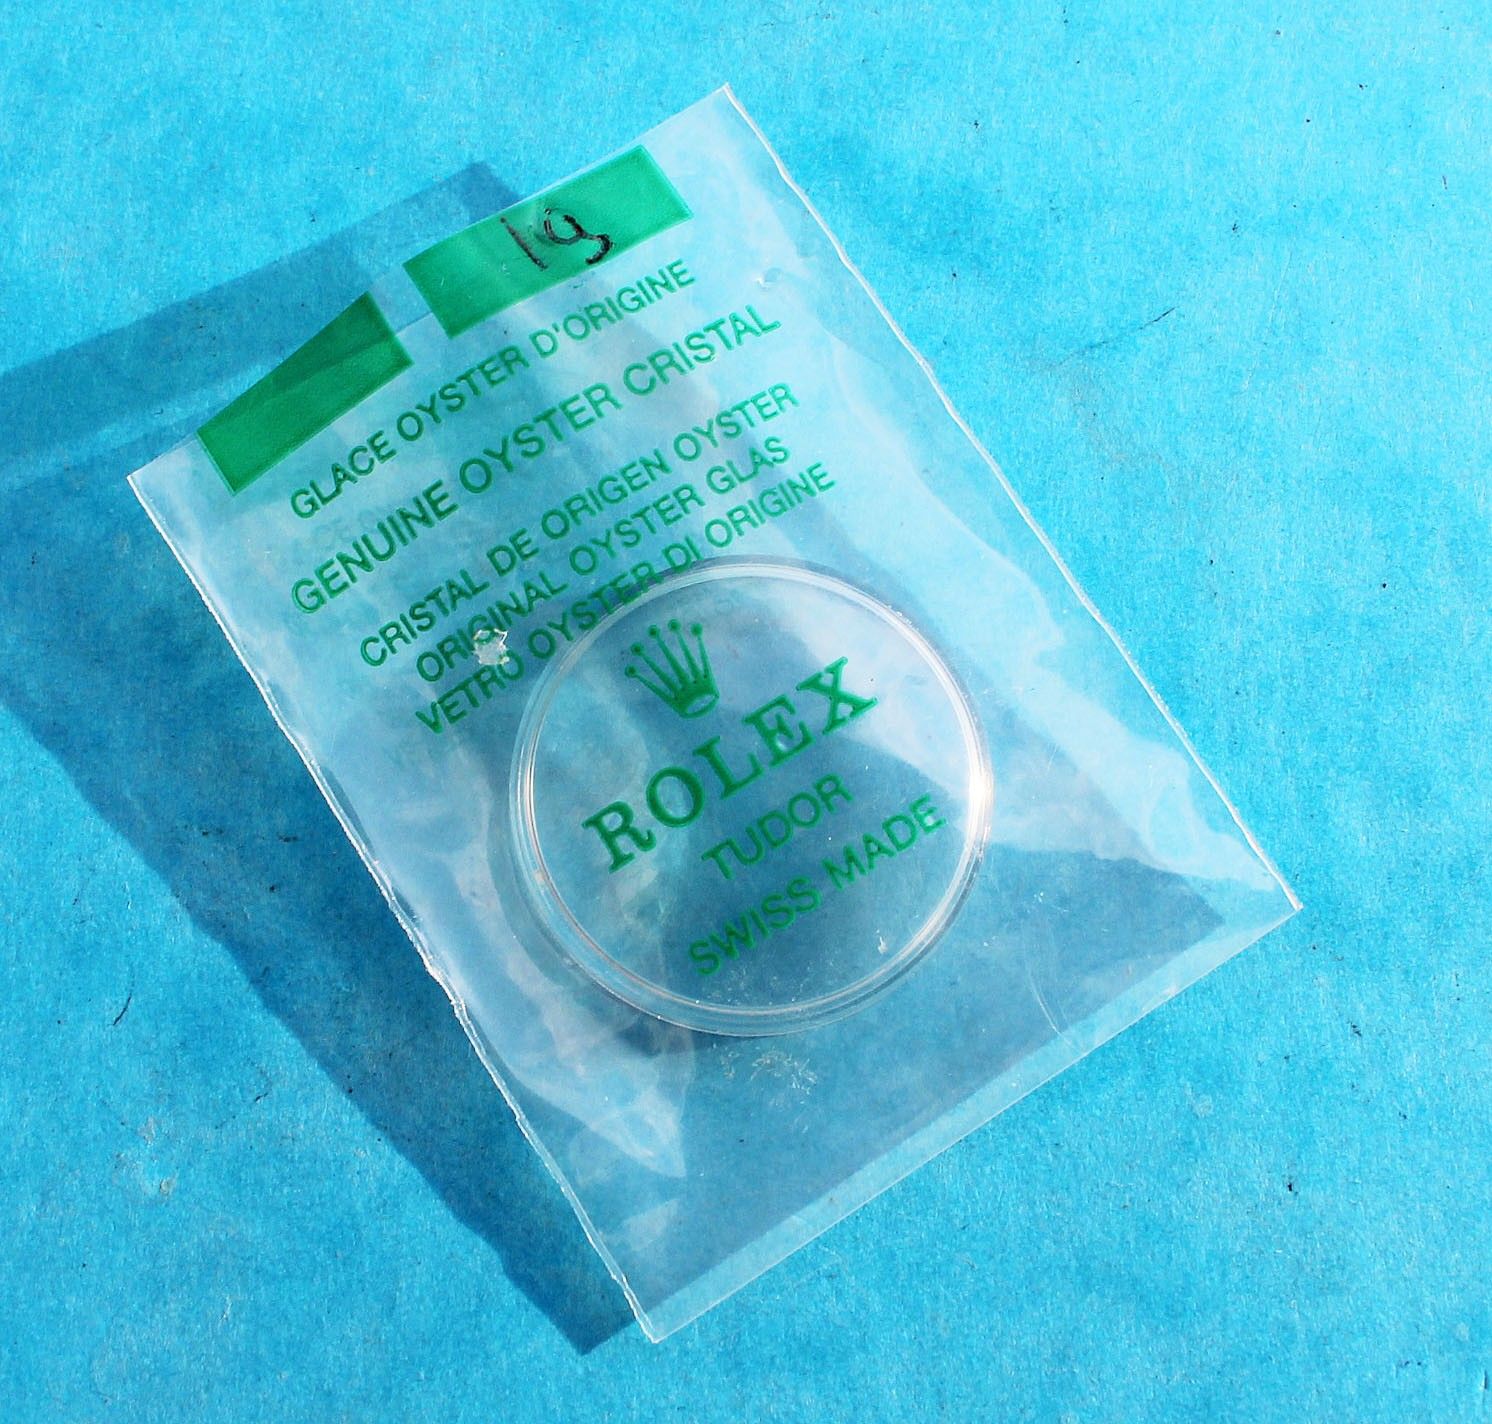 19
GLACE OYSTER D'ORIGINE
GENUINE OYSTER CRISTAL
CRISTAL DE ORIGEN OYSTER
ORIGINAL OYSTER GLAS
VETRO OYSTER DI ORIGINE
ROLEX
TUDOR
SWISS MADE